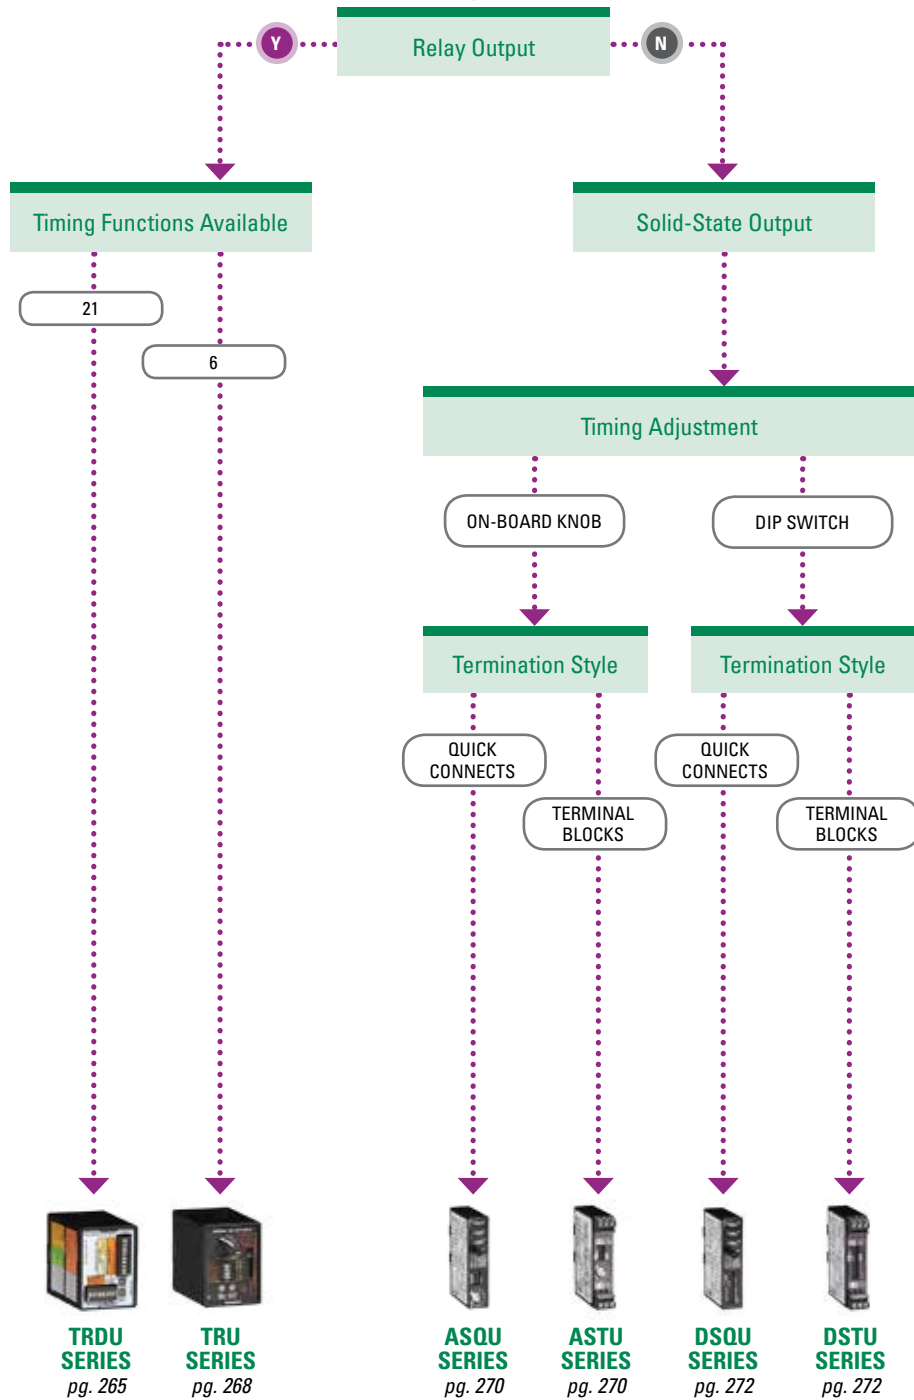 Y
Relay Output
N
Timing Functions Available
Solid-State Output
21
6
Timing Adjustment
ON-BOARD KNOB
DIP SWITCH
Termination Style
Termination Style
QUICK
CONNECTS
TERMINAL
BLOCKS
QUICK
CONNECTS
TERMINAL
BLOCKS
TRDU
SERIES
pg. 265
TRU
SERIES
pg. 268
ASQU
SERIES
pg. 270
ASTU
SERIES
pg. 270
DSQU
SERIES
pg. 272
DSTU
SERIES
pg. 272